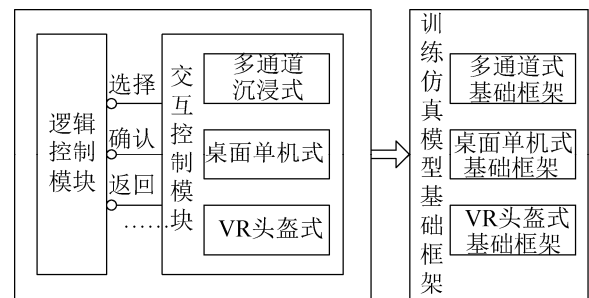 逻辑
控制
模块
选择
确认
返回
……
交互控制模块
多通道
沉浸式
桌面单机式
VR头盔式
训练仿真模型基础框架
多通道式
基础框架
桌面单机式
基础框架
VR头盔式
基础框架